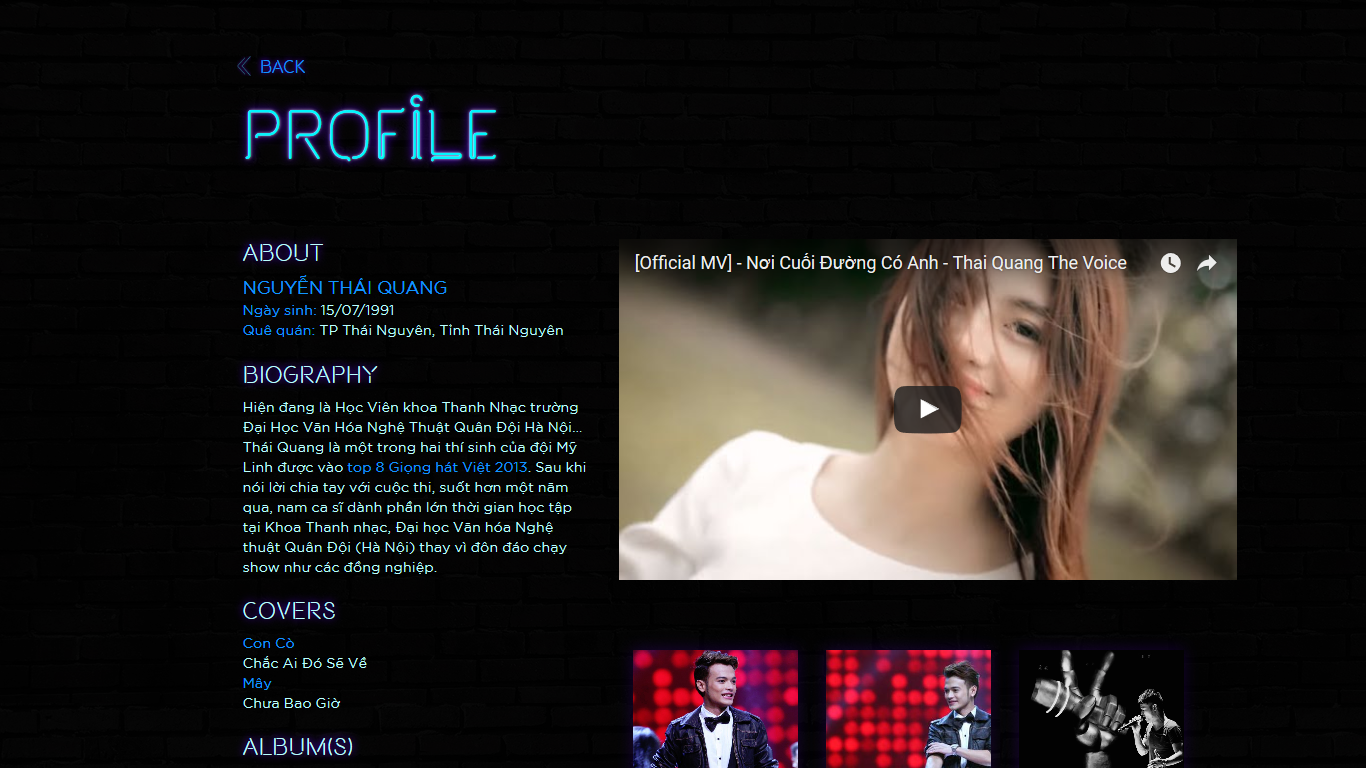 BACK
PROFILE
ABOUT
NGUYỄN THÁI QUANG
Ngày sinh: 15/07/1991
Quê quán: TP Thái Nguyên, Tỉnh Thái Nguyên
BIOGRAPHY
Hiện đang là Học Viên khoa Thanh Nhạc trường
Đại Học Văn Hóa Nghệ Thuật Quân Đội Hà Nội...
Thái Quang là một trong hai thí sinh của đội Mỹ
Linh được vào top 8 Giọng hát Việt 2013. Sau khi
nói lời chia tay với cuộc thi, suốt hơn một năm
qua, nam ca sĩ dành phần lớn thời gian học tập
tại Khoa Thanh nhạc, Đại học Văn hóa Nghệ
thuật Quân Đội (Hà Nội) thay vì đôn đáo chạy
show như các đồng nghiệp.
COVERS
Con Cò
Chắc Ai Đó Sẽ Về
Mây
Chưa Bao Giờ
ALBUM(S)
[Official MV] - Nơi Cuối Đường Có Anh - Thai Quang The Voice